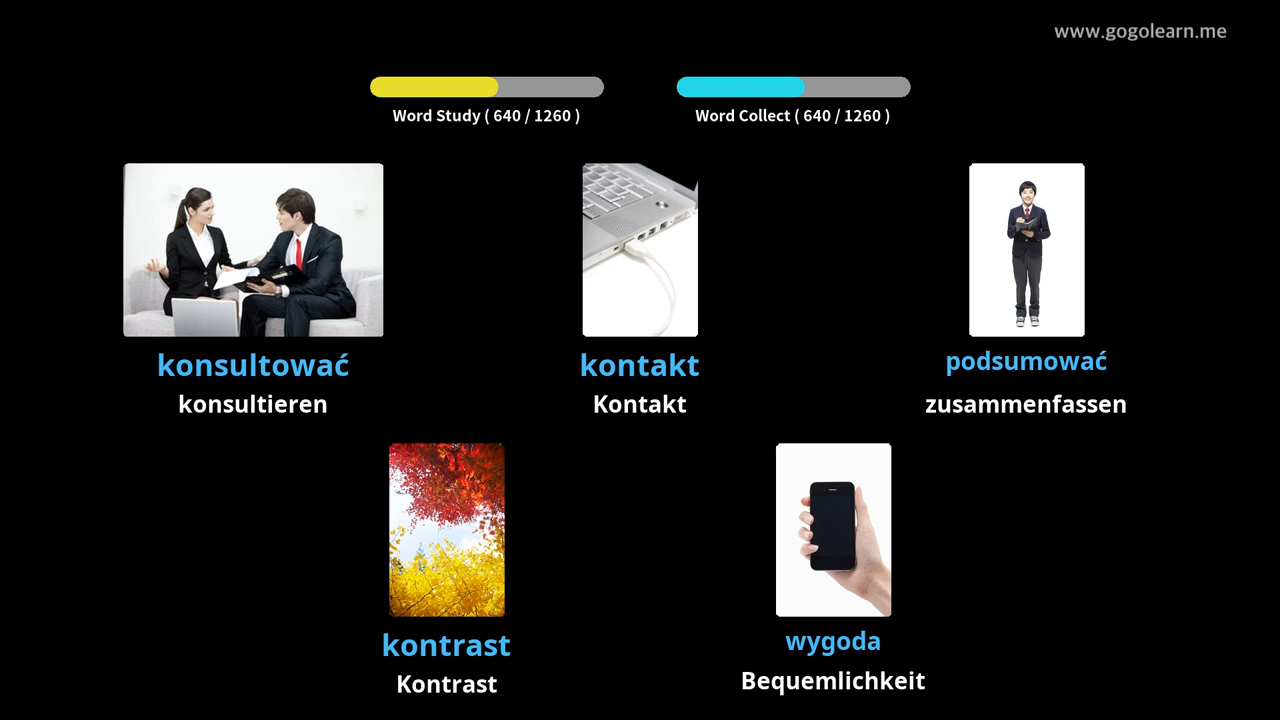 www.gogolearn.me
Word Study ( 640 / 1260 )
Word Collect ( 640 / 1260 )
konsultować
konsultieren
kontakt
Kontakt
podsumować
zusammenfassen
kontrast
Kontrast
wygoda
Bequemlichkeit